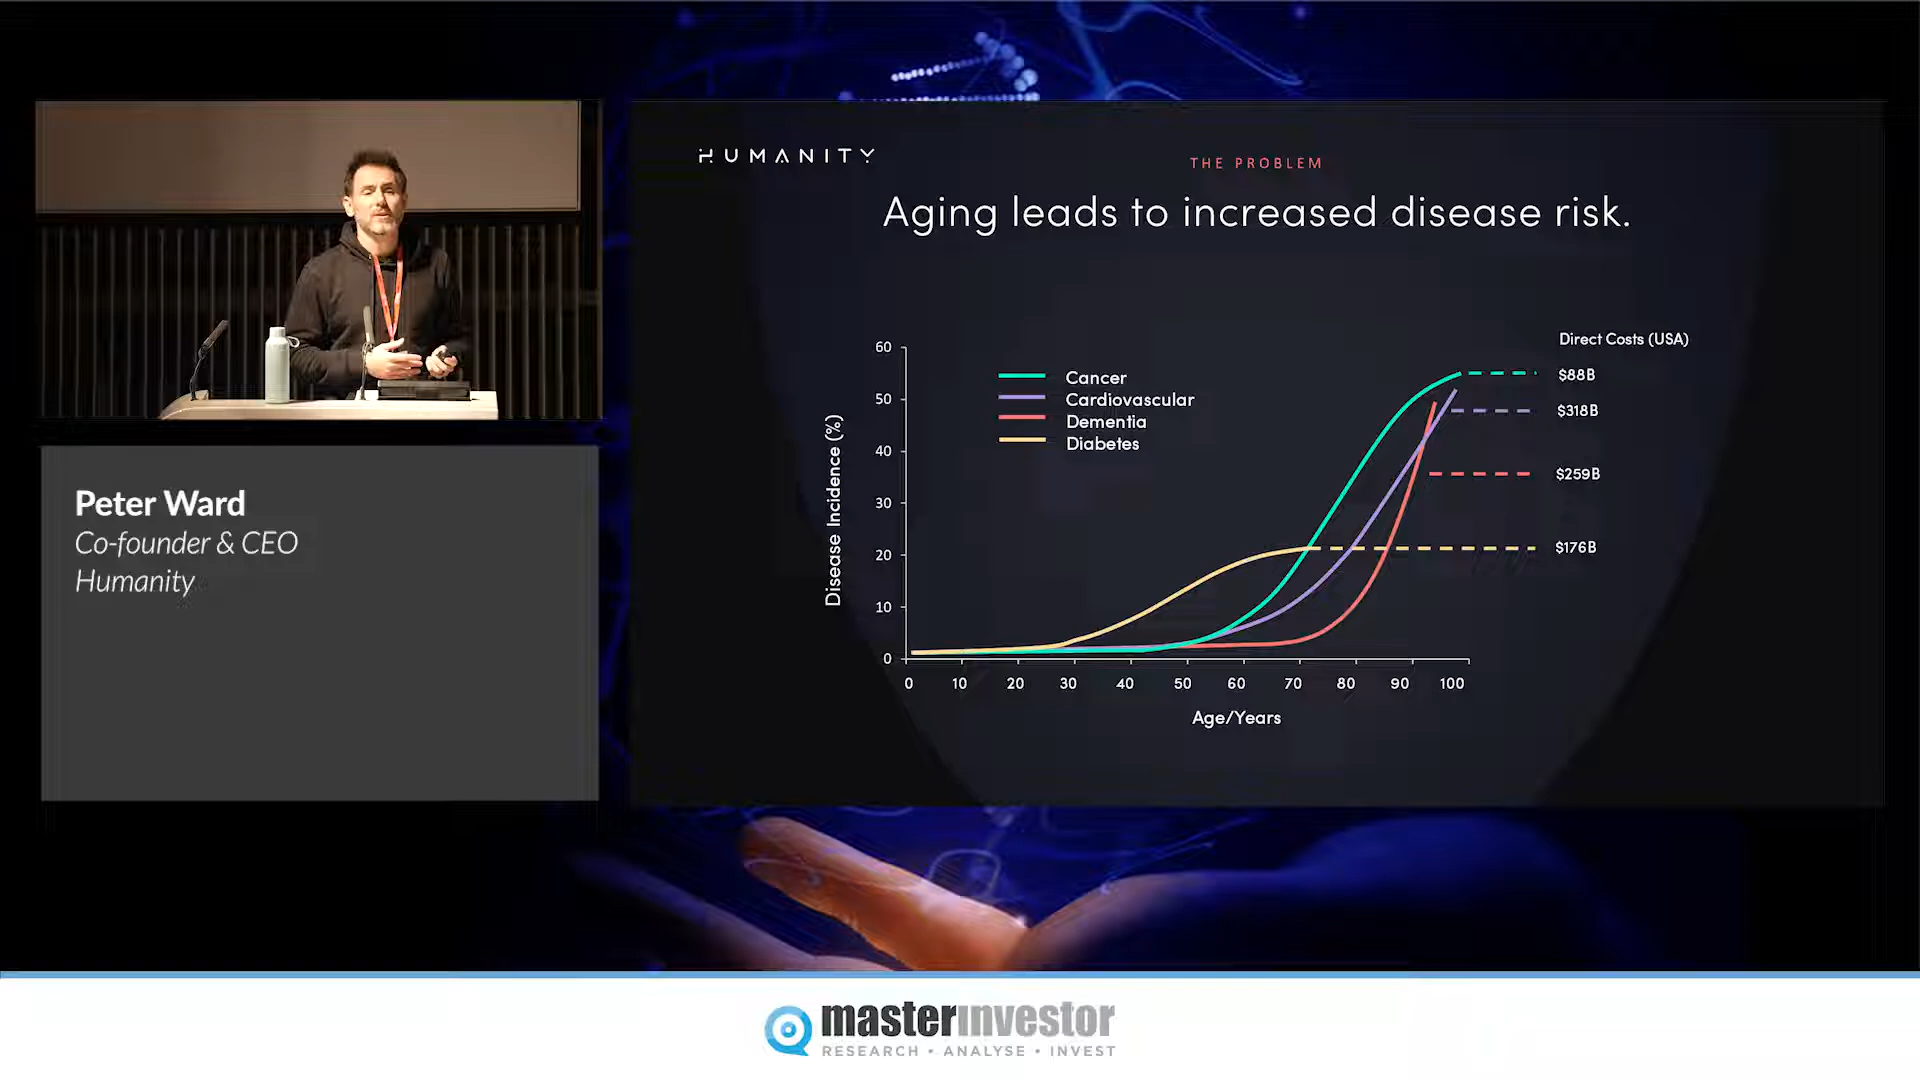 HUMANITY
THE PROBLEM
Aging leads to increased disease risk.
Peter Ward
Co-founder & CEO
Humanity
Direct Costs (USA)
$88B
$318B
$259B
$176B
Cancer
Cardiovascular
Dementia
Diabetes
Disease Incidence (%)
60
50
40
30
20
10
0
0 10 20 30 40 50 60 70 80 90 100
Age/Years
masterinvestor
RESEARCH • ANALYSE • INVEST